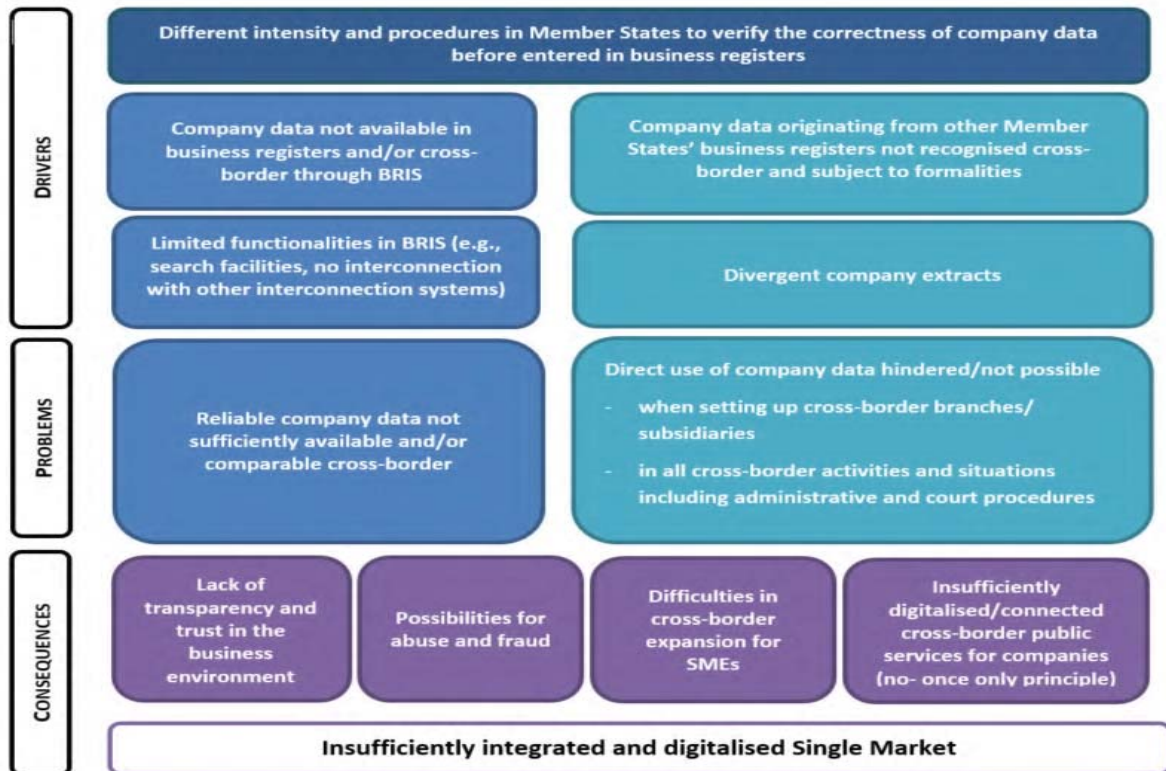 DRIVERS
Different intensity and procedures in Member States to verify the correctness of company data
before entered in business registers
Company data not available in
business registers and/or cross-
border through BRIS
Company data originating from other Member
States' business registers not recognised cross-
border and subject to formalities
Limited functionalities in BRIS (e.g.,
search facilities, no interconnection
with other interconnection systems)
Divergent company extracts
PROBLEMS
Reliable company data not
sufficiently available and/or
comparable cross-border
Direct use of company data hindered/not possible
- when setting up cross-border branches/
subsidiaries
- in all cross-border activities and situations
including administrative and court procedures
CONSEQUENCES
Lack of
transparency and
trust in the
business
environment
Possibilities for
abuse and fraud
Difficulties in
cross-border
expansion for
SMEs
Insufficiently
digitalised/connected
cross-border public
services for companies
(no- once only principle)
Insufficiently integrated and digitalised Single Market